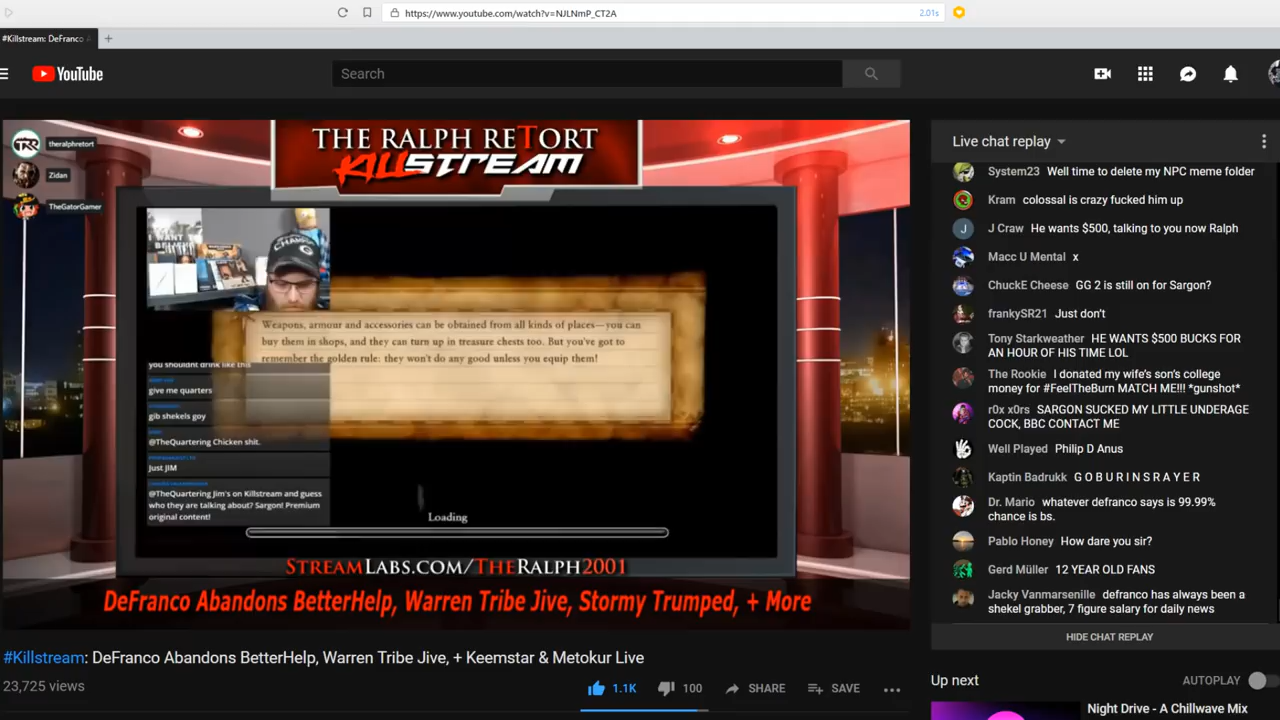 https://www.youtube.com/watch?v=NJLNmP_CT2A
2.01s
#Killstream: DeFranco
YouTube
Search
THE RALPH RETORT
KILLSTREAM
TRR
theralphretort
Zidan
TheGatorGamer
I WANT TO
BELIEVE
Weapons, armour and accessories can be obtained from all kinds of places—you can
buy them in shops, and they can turn up in treasure chests too. But you've got to
remember the golden rule: they won't do any good unless you equip them!
you shouldnt drink like this
give me quarters
gib shekels goy
@TheQuartering Chicken shit.
Just JIM
@TheQuartering Jim's on Killstream and guess
who they are talking about? Sargon! Premium
original content!
Loading
STREAMLABS.COM/THERALPH2001
DeFranco Abandons BetterHelp, Warren Tribe Jive, Stormy Trumped, + More
#Killstream: DeFranco Abandons BetterHelp, Warren Tribe Jive, + Keemstar & Metokur Live
23,725 views
1.1K
100
SHARE
SAVE
Live chat replay
System23 Well time to delete my NPC meme folder
Kram colossal is crazy fucked him up
J
J Craw He wants $500, talking to you now Ralph
Macc U Mental x
ChuckE Cheese GG 2 is still on for Sargon?
frankySR21 Just don't
Tony Starkweather HE WANTS $500 BUCKS FOR
AN HOUR OF HIS TIME LOL
The Rookie I donated my wife's son's college
money for #FeelTheBurn MATCH ME!!! *gunshot*
r0x x0rs SARGON SUCKED MY LITTLE UNDERAGE
COCK, BBC CONTACT ME
Well Played Philip D Anus
Kaptin Badrukk G O B U R I N S R A Y E R
Dr. Mario whatever defranco says is 99.99%
chance is bs.
Pablo Honey How dare you sir?
Gerd Müller 12 YEAR OLD FANS
Jacky Vanmarsenille defranco has always been a
shekel grabber, 7 figure salary for daily news
HIDE CHAT REPLAY
Up next
AUTOPLAY
Night Drive - A Chillwave Mix